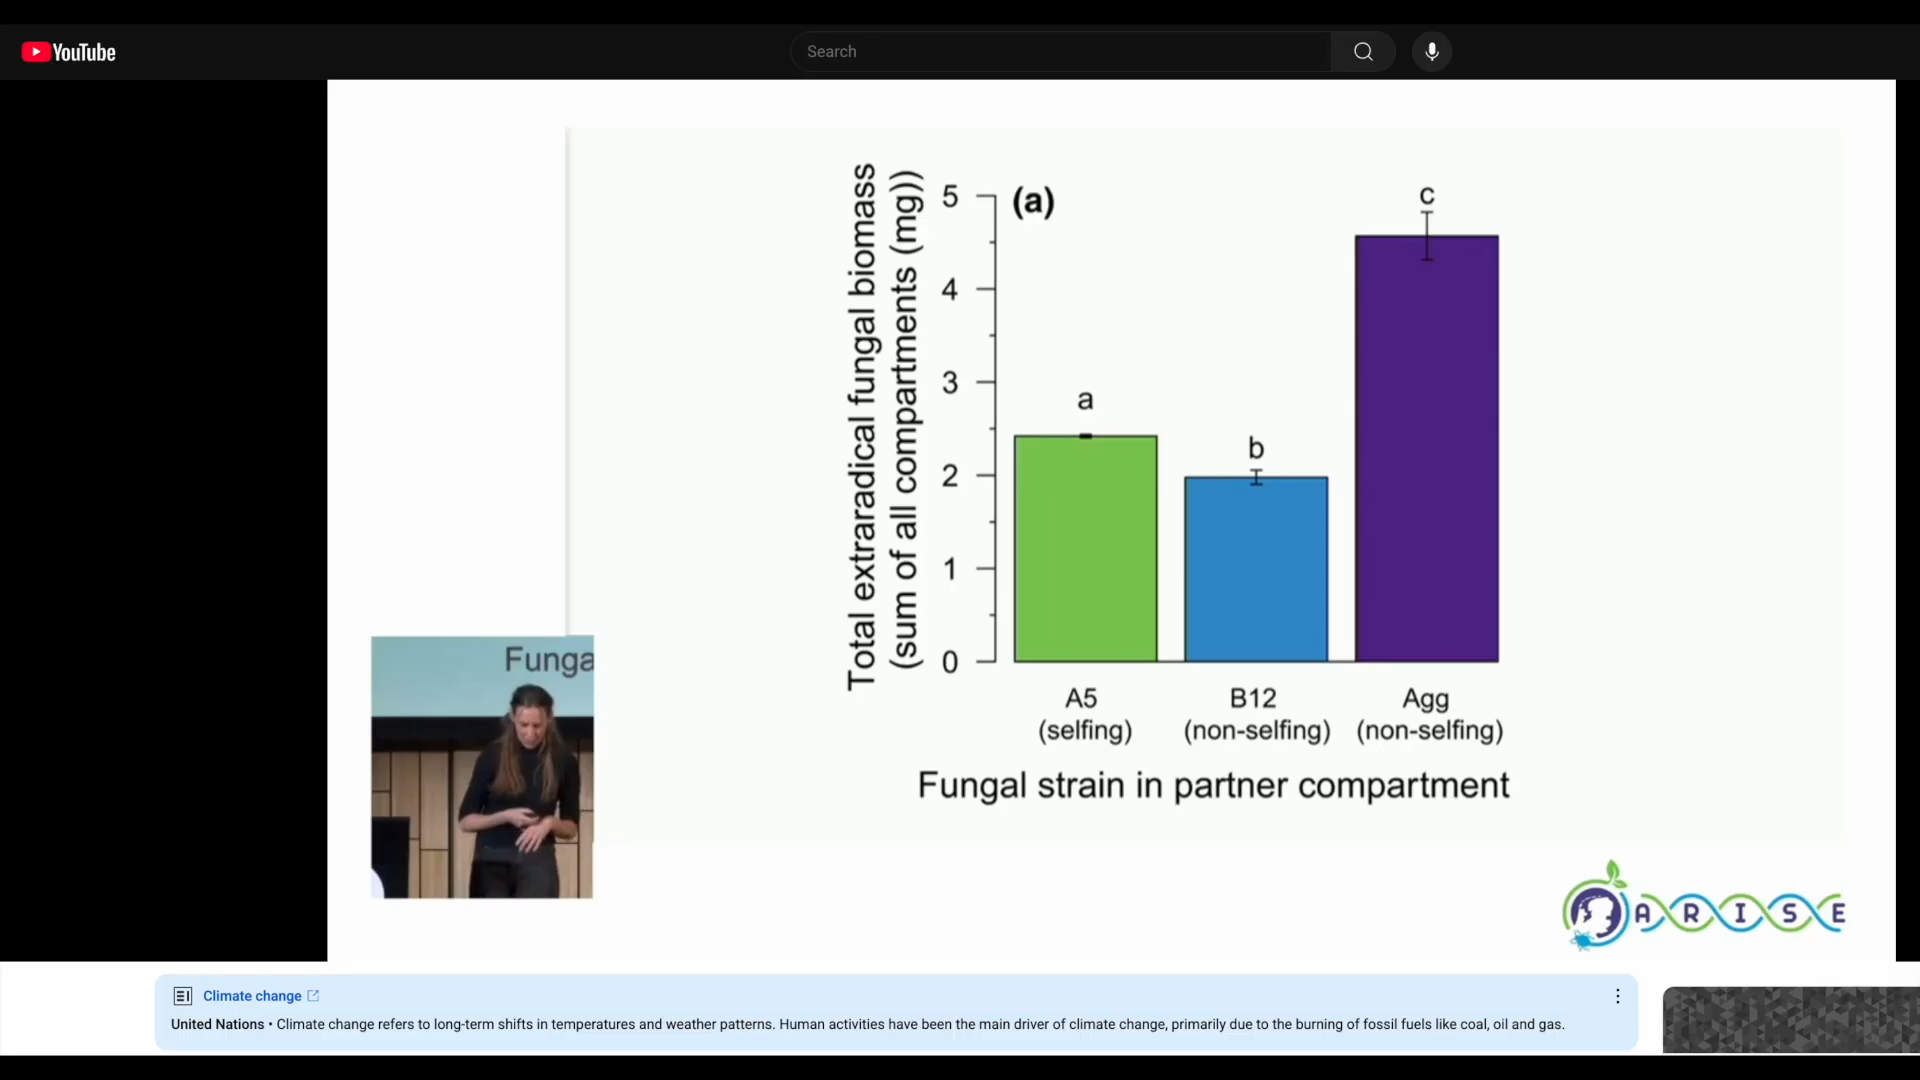 YouTube
Search
Total extraradical fungal biomass
(sum of all compartments (mg))
5
4
3
2
1
0
(a)
a
b
c
A5
(selfing)
B12
(non-selfing)
Agg
(non-selfing)
Fungal strain in partner compartment
Funga
ARISE
Climate change
United Nations • Climate change refers to long-term shifts in temperatures and weather patterns. Human activities have been the main driver of climate change, primarily due to the burning of fossil fuels like coal, oil and gas.